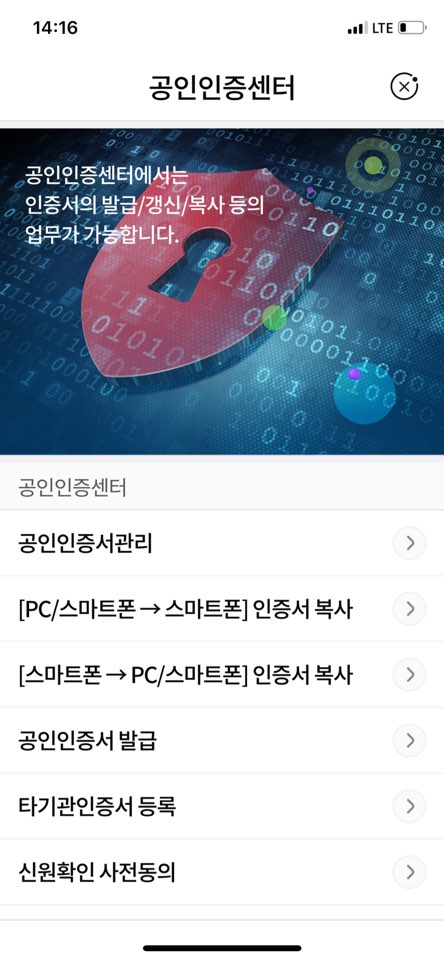 14:16
LTE
공인인증센터
공인인증센터에서는
인증서의 발급/갱신/복사 등의
업무가 가능합니다.
공인인증센터
공인인증서관리
[PC/스마트폰 → 스마트폰] 인증서 복사
[스마트폰 → PC/스마트폰] 인증서 복사
공인인증서 발급
타기관인증서 등록
신원확인 사전동의